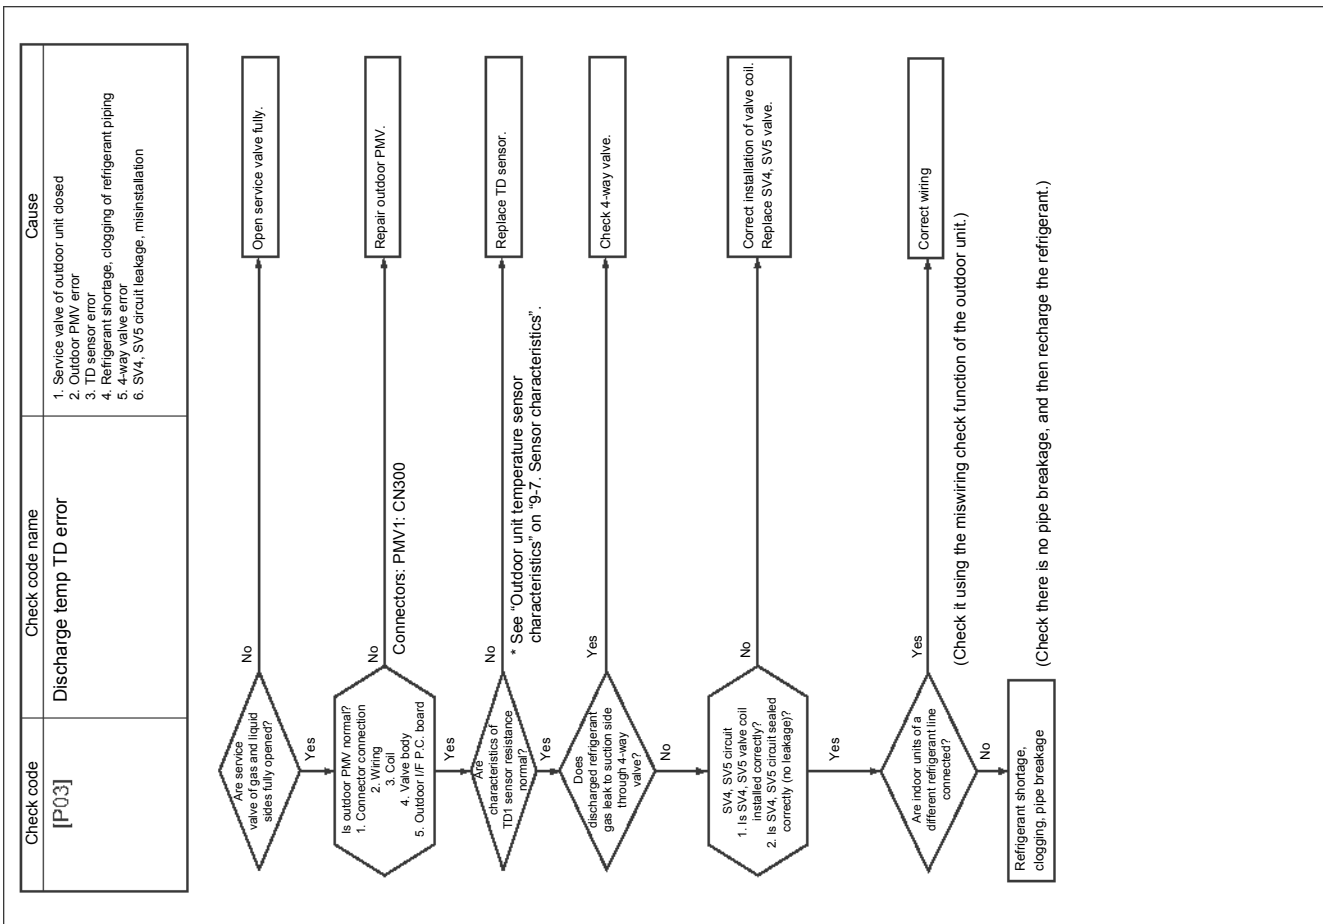 Check code
Check code name
Cause
[P03]
Discharge temp TD error
1. Service valve of outdoor unit closed
2. Outdoor PMV error
3. TD sensor error
4. Refrigerant shortage, clogging of refrigerant piping
5. 4-way valve error
6. SV4, SV5 circuit leakage, misinstallation
Are service
valve of gas and liquid
sides fully opened?
No
Open service valve fully.
Yes
Is outdoor PMV normal?
1. Connector connection
2. Wiring
3. Coil
4. Valve body
5. Outdoor I/F P.C. board
No
Repair outdoor PMV.
Connectors: PMV1: CN300
Yes
Are
characteristics of
TD1 sensor resistance
normal?
No
Replace TD sensor.
* See “Outdoor unit temperature sensor
characteristics” on “9-7. Sensor characteristics”.
Yes
Does
discharged refrigerant
gas leak to suction side
through 4-way
valve?
Yes
Check 4-way valve.
No
SV4, SV5 circuit
1. Is SV4, SV5 valve coil
installed correctly?
2. Is SV4, SV5 circuit sealed
correctly (no leakage)?
No
Correct installation of valve coil.
Replace SV4, SV5 valve.
Yes
Are indoor units of a
different refrigerant line
connected?
Yes
Correct wiring
(Check it using the miswiring check function of the outdoor unit.)
No
Refrigerant shortage,
clogging, pipe breakage
(Check there is no pipe breakage, and then recharge the refrigerant.)